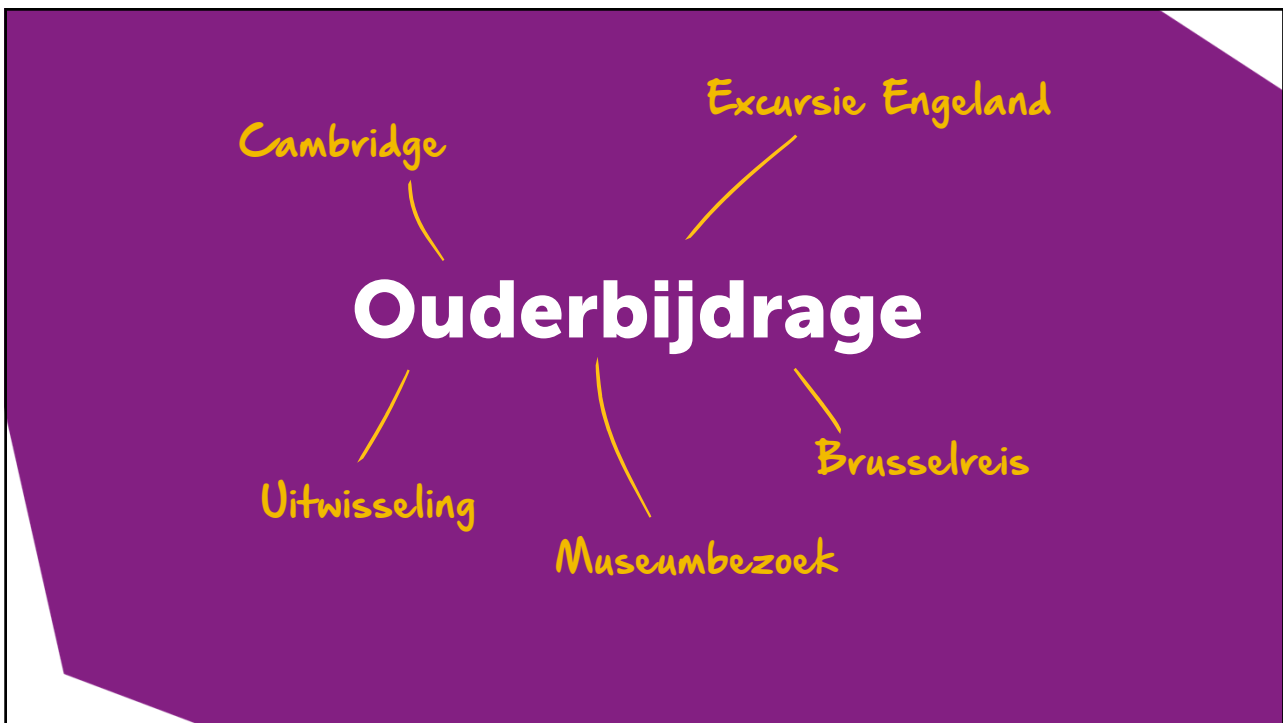 Excursie Engeland
Cambridge
Ouderbijdrage
Brusselreis
Uitwisseling
Museumbezoek